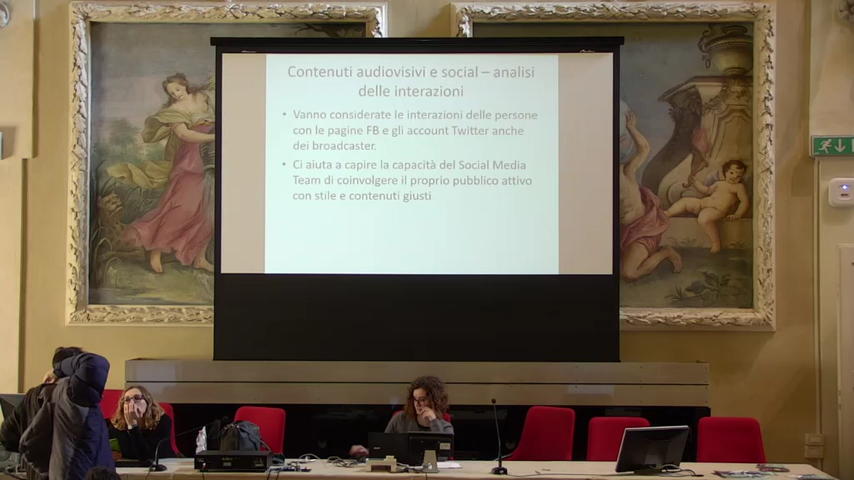 Contenuti audiovisivi e social – analisi
delle interazioni
• Vanno considerate le interazioni delle persone
con le pagine FB e gli account Twitter anche
dei broadcaster.
• Ci aiuta a capire la capacità del Social Media
Team di coinvolgere il proprio pubblico attivo
con stile e contenuti giusti